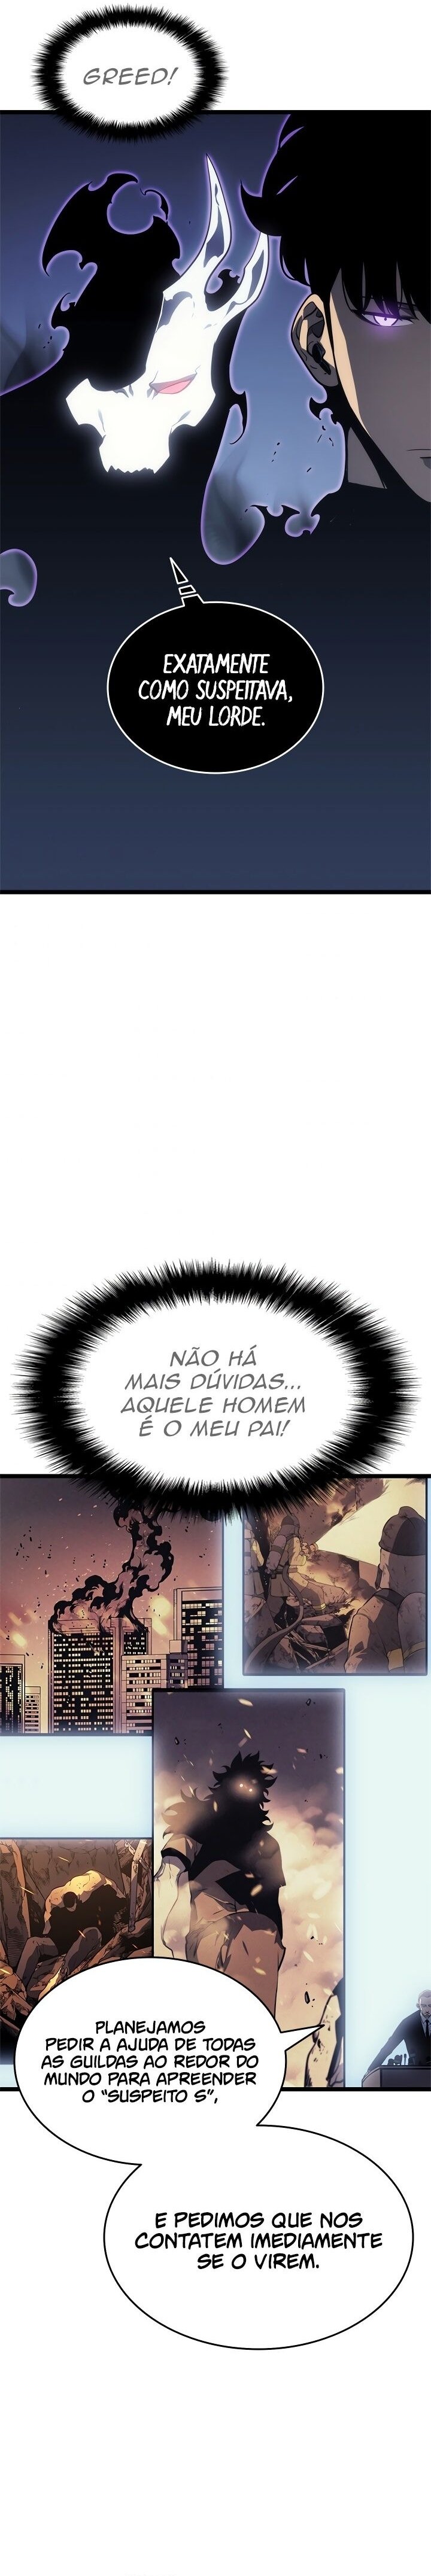 GREED!
EXATAMENTE
COMO SUSPEITAVA,
MEU LORDE.
NÃO HÁ
MAIS DÚVIDAS...
AQUELE HOMEM
É O MEU PAI!
PLANEJAMOS
PEDIR A AJUDA DE TODAS
AS GUILDAS AO REDOR DO
MUNDO PARA APREENDER
O "SUSPEITO S",
E PEDIMOS QUE NOS
CONTATEM IMEDIAMENTE
SE O VIREM.